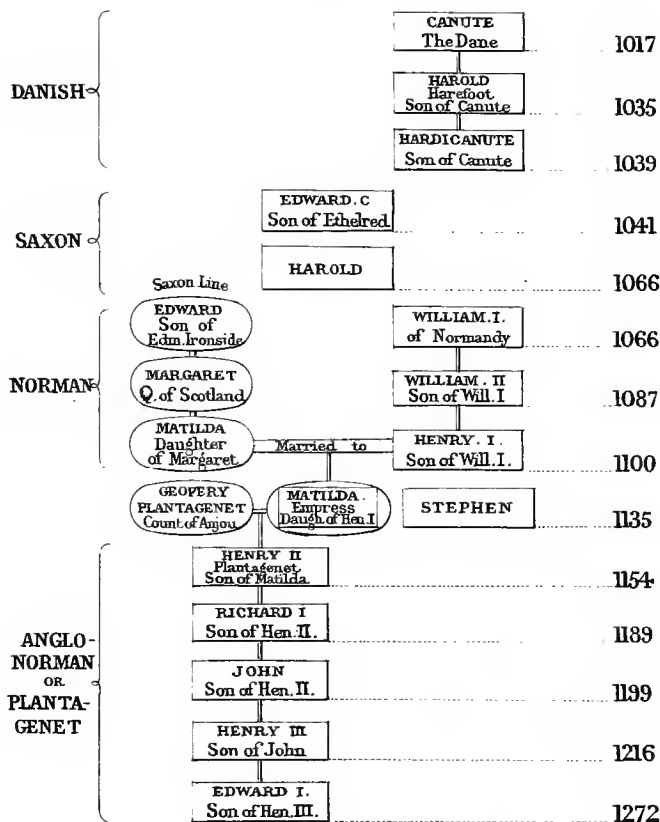 CANUTE
The Dane
1017
DANISH
HAROLD
Harefoot
Son of Canute
1035
HARDICANUTE
Son of Canute
1039
EDWARD. C
Son of Ethelred
1041
SAXON
HAROLD
1066
Saxon Line
EDWARD
Son of
Edm. Ironside
WILLIAM. I.
of Normandy
1066
NORMAN
MARGARET
Q. of Scotland
WILLIAM. II
Son of Will. I
1087
MATILDA
Daughter
of Margaret
Married to
HENRY. I.
Son of Will. I.
1100
GEOFERY
PLANTAGENET
Count of Anjou
MATILDA.
Empress
Daugh of Hen. I
STEPHEN
1135
HENRY II
Plantagenet
Son of Matilda
1154
ANGLO-
NORMAN
OR
PLANTA-
GENET
RICHARD I
Son of Hen. II.
1189
JOHN
Son of Hen. II.
1199
HENRY III
Son of John
1216
EDWARD I.
Son of Hen. III.
1272